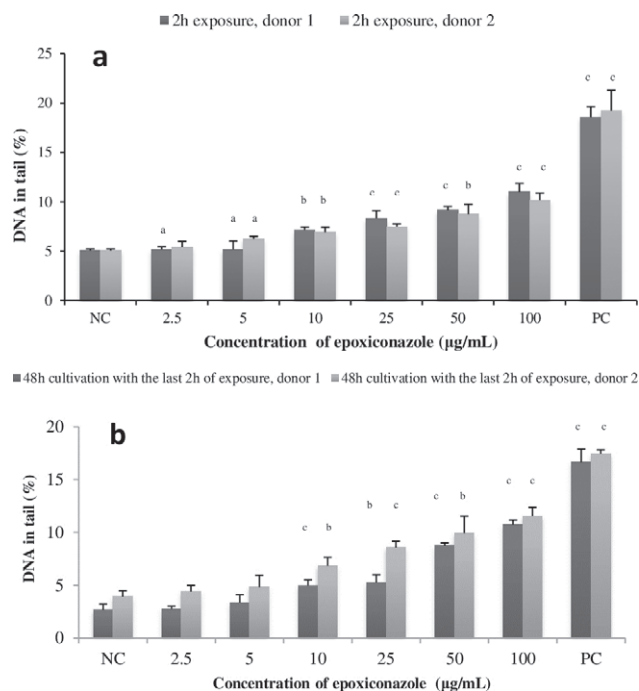 2h exposure, donor 1 2h exposure, donor 2
a
25
20
15
10
5
0
DNA in tail (%)
a a a b b c c c b c c c c
NC 2.5 5 10 25 50 100 PC
Concentration of epoxiconazole (µg/mL)
48h cultivation with the last 2h of exposure, donor 1 48h cultivation with the last 2h of exposure, donor 2
b
20
15
10
5
0
DNA in tail (%)
c b b c c b c c c c
NC 2.5 5 10 25 50 100 PC
Concentration of epoxiconazole (µg/mL)